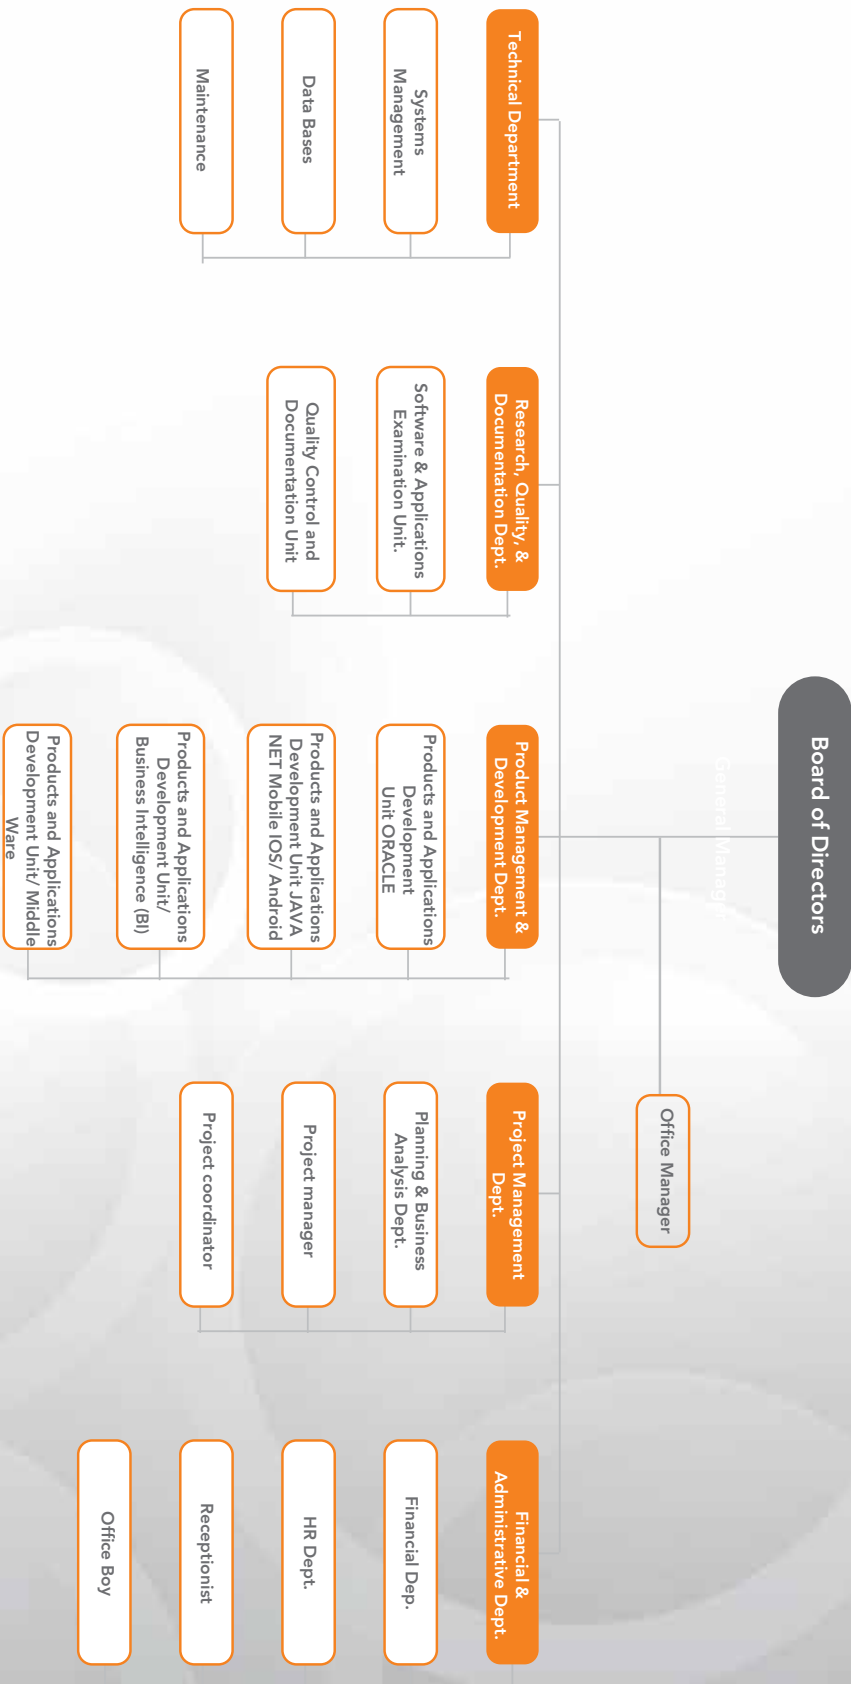 Board of Directors
General Manager
Office Manager
Technical Department
Systems
Management
Data Bases
Maintenance
Research, Quality, &
Documentation Dept.
Software & Applications
Examination Unit.
Quality Control and
Documentation Unit
Product Management &
Development Dept.
Products and Applications
Development
Unit ORACLE
Products and Applications
Development Unit JAVA
NET Mobile IOS/ Android
Products and Applications
Development Unit/
Business Intelligence (BI)
Products and Applications
Development Unit/ Middle
Ware
Project Management
Dept.
Planning & Business
Analysis Dept.
Project manager
Project coordinator
Financial &
Administrative Dept.
Financial Dep.
HR Dept.
Receptionist
Office Boy